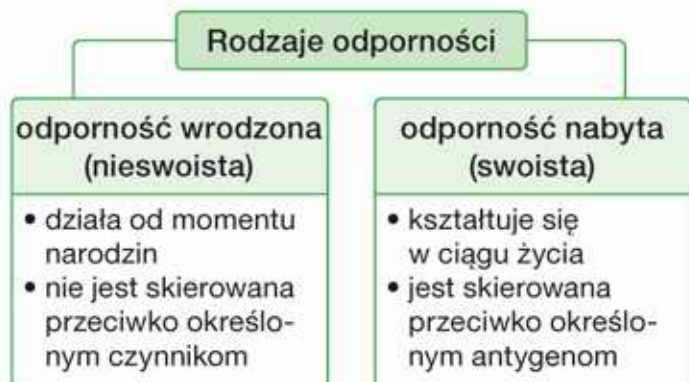 Rodzaje odporności
odporność wrodzona
(nieswoista)
• działa od momentu
narodzin
• nie jest skierowana
przeciwko określo-
nym czynnikom
odporność nabyta
(swoista)
• kształtuje się
w ciągu życia
• jest skierowana
przeciwko określo-
nym antygenom